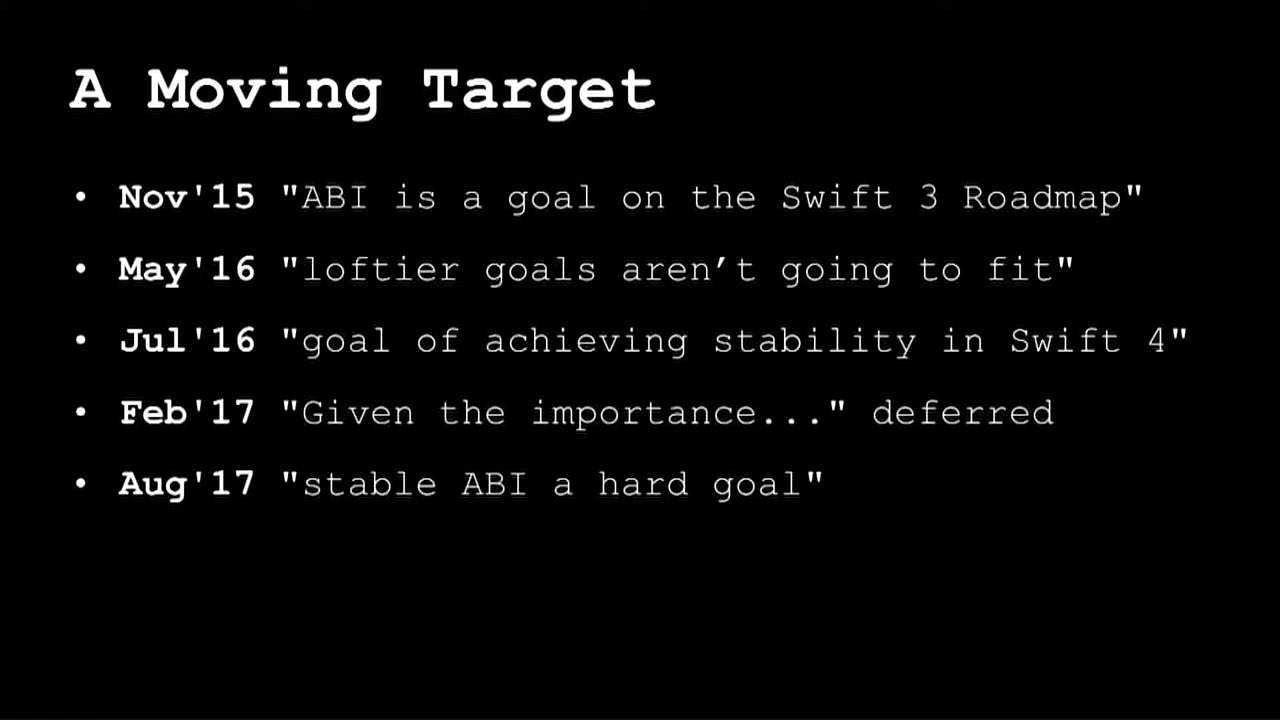 A Moving Target
• Nov'15 "ABI is a goal on the Swift 3 Roadmap"
• May'16 "loftier goals aren’t going to fit"
• Jul'16 "goal of achieving stability in Swift 4"
• Feb'17 "Given the importance..." deferred
• Aug'17 "stable ABI a hard goal"